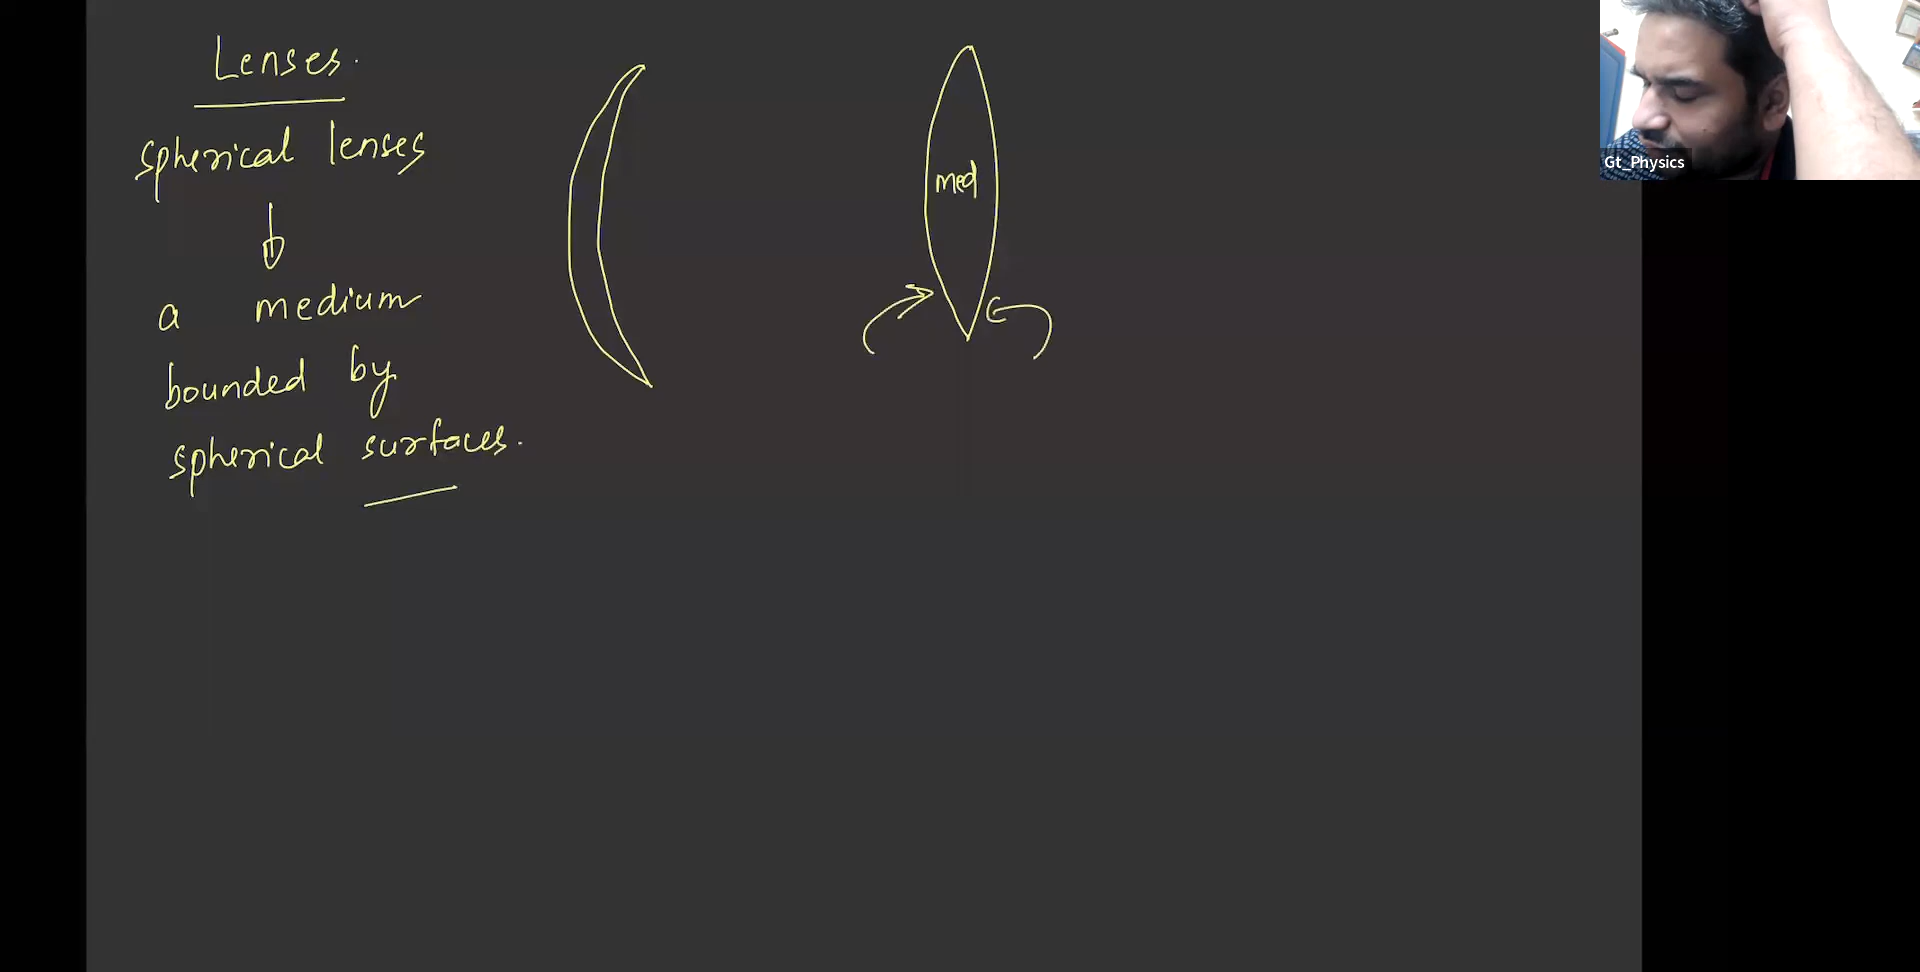 Lenses.
spherical lenses
a medium
bounded by
spherical surfaces.
med
Gt_Physics